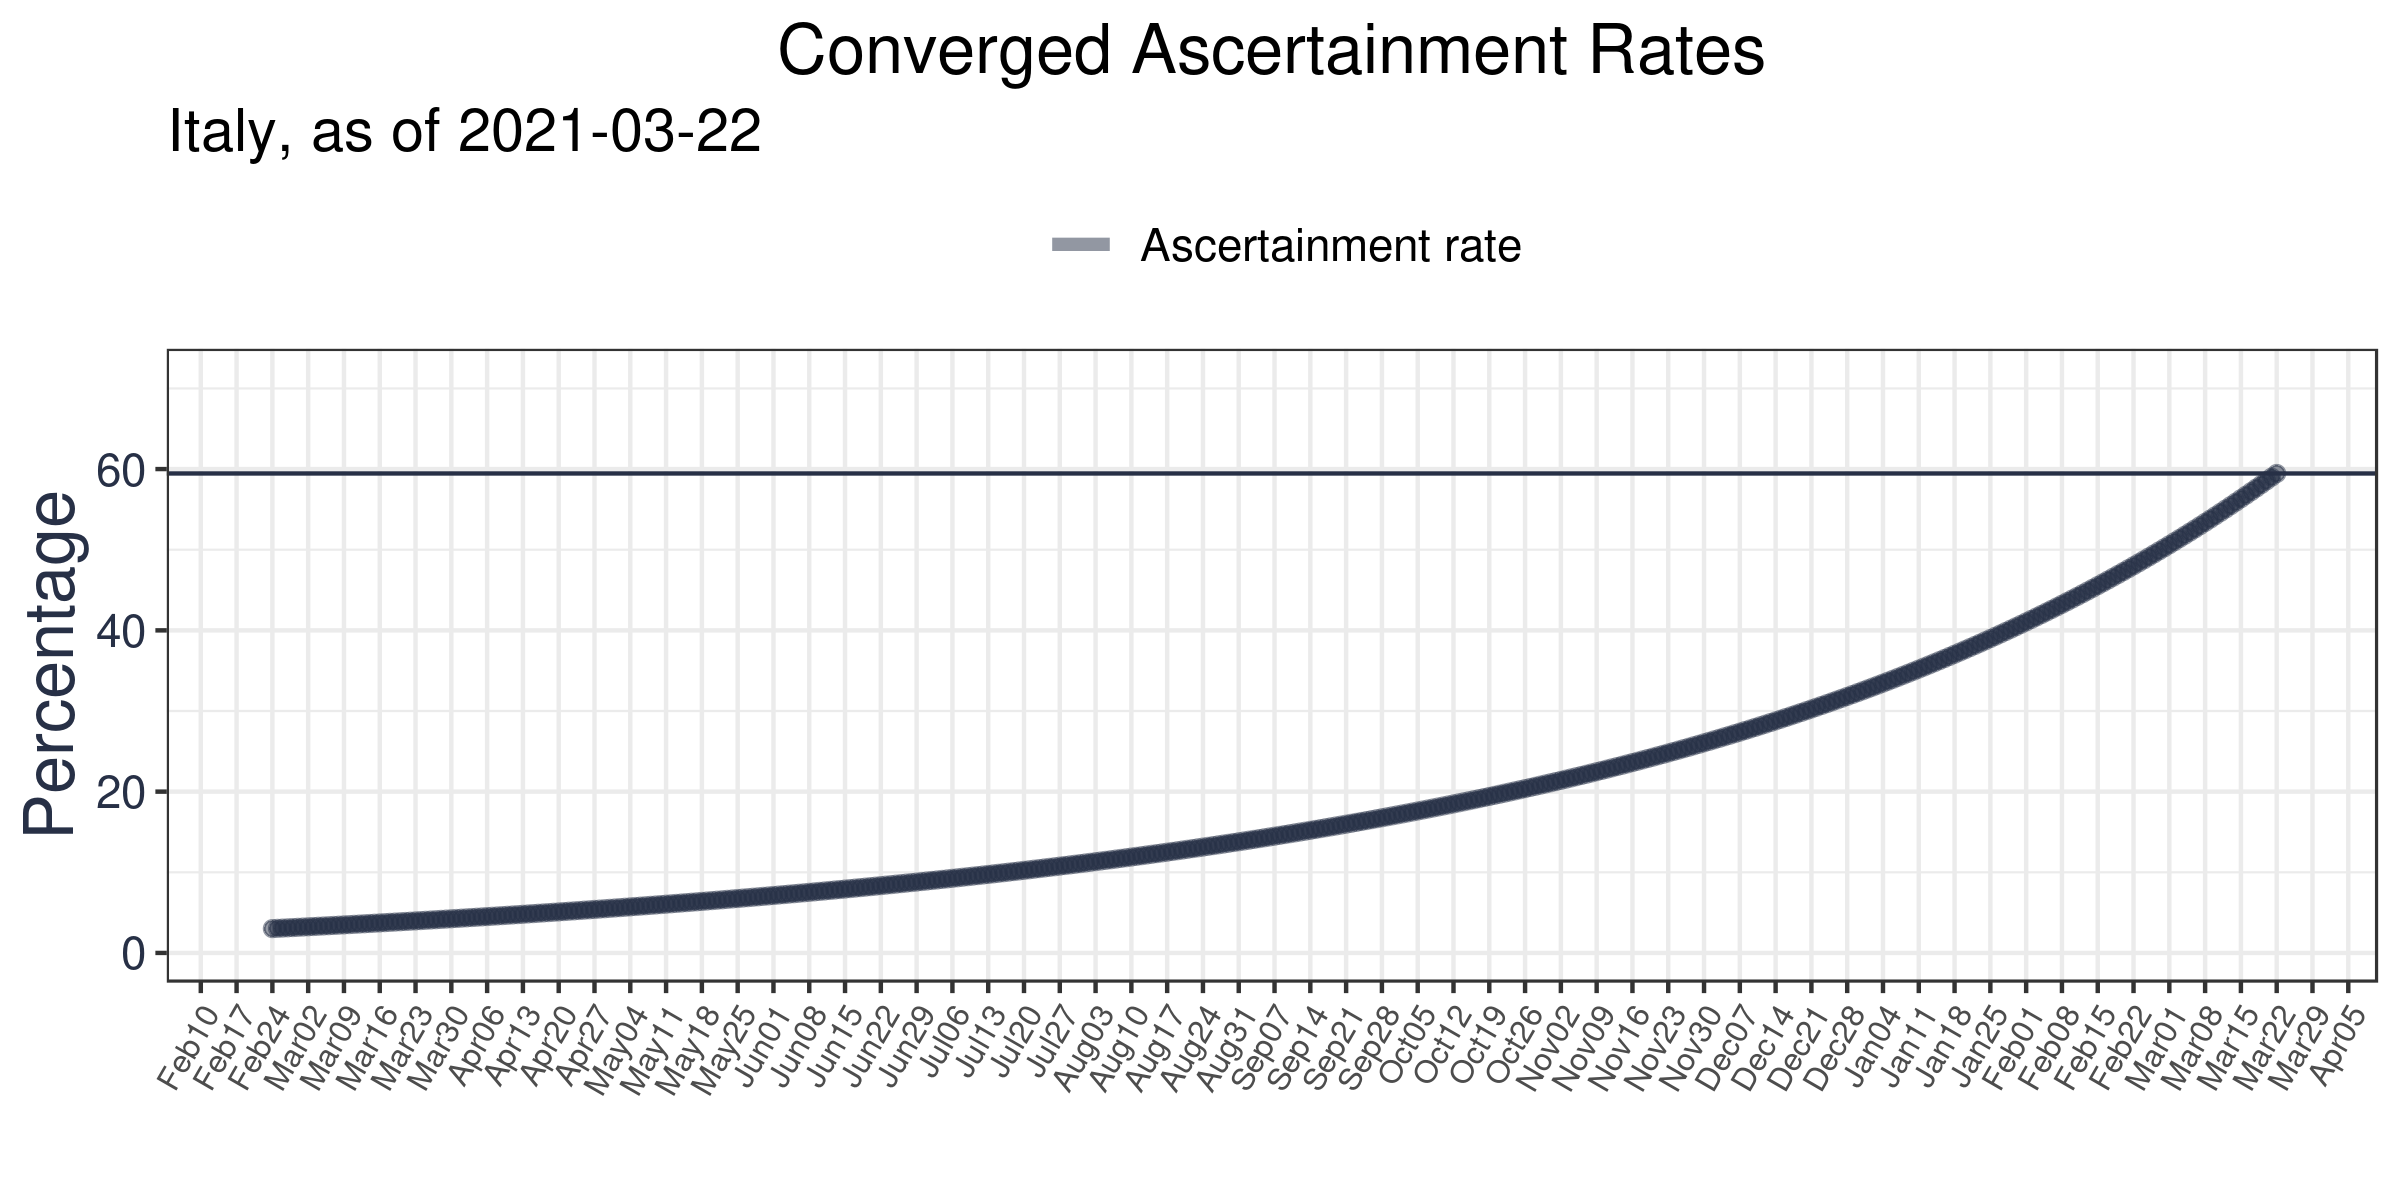 Converged Ascertainment Rates
Italy, as of 2021-03-22
Ascertainment rate
Percentage
60
40
20
0
Feb10 Feb17 Feb24 Mar02 Mar09 Mar16 Mar23 Mar30 Apr06 Apr13 Apr20 Apr27 May04 May11 May18 May25 Jun01 Jun08 Jun15 Jun22 Jun29 Jul06 Jul13 Jul20 Jul27 Aug03 Aug10 Aug17 Aug24 Aug31 Sep07 Sep14 Sep21 Sep28 Oct05 Oct12 Oct19 Oct26 Nov02 Nov09 Nov16 Nov23 Nov30 Dec07 Dec14 Dec21 Dec28 Jan04 Jan11 Jan18 Jan25 Feb01 Feb08 Feb15 Feb22 Mar01 Mar08 Mar15 Mar22 Mar29 Apr05